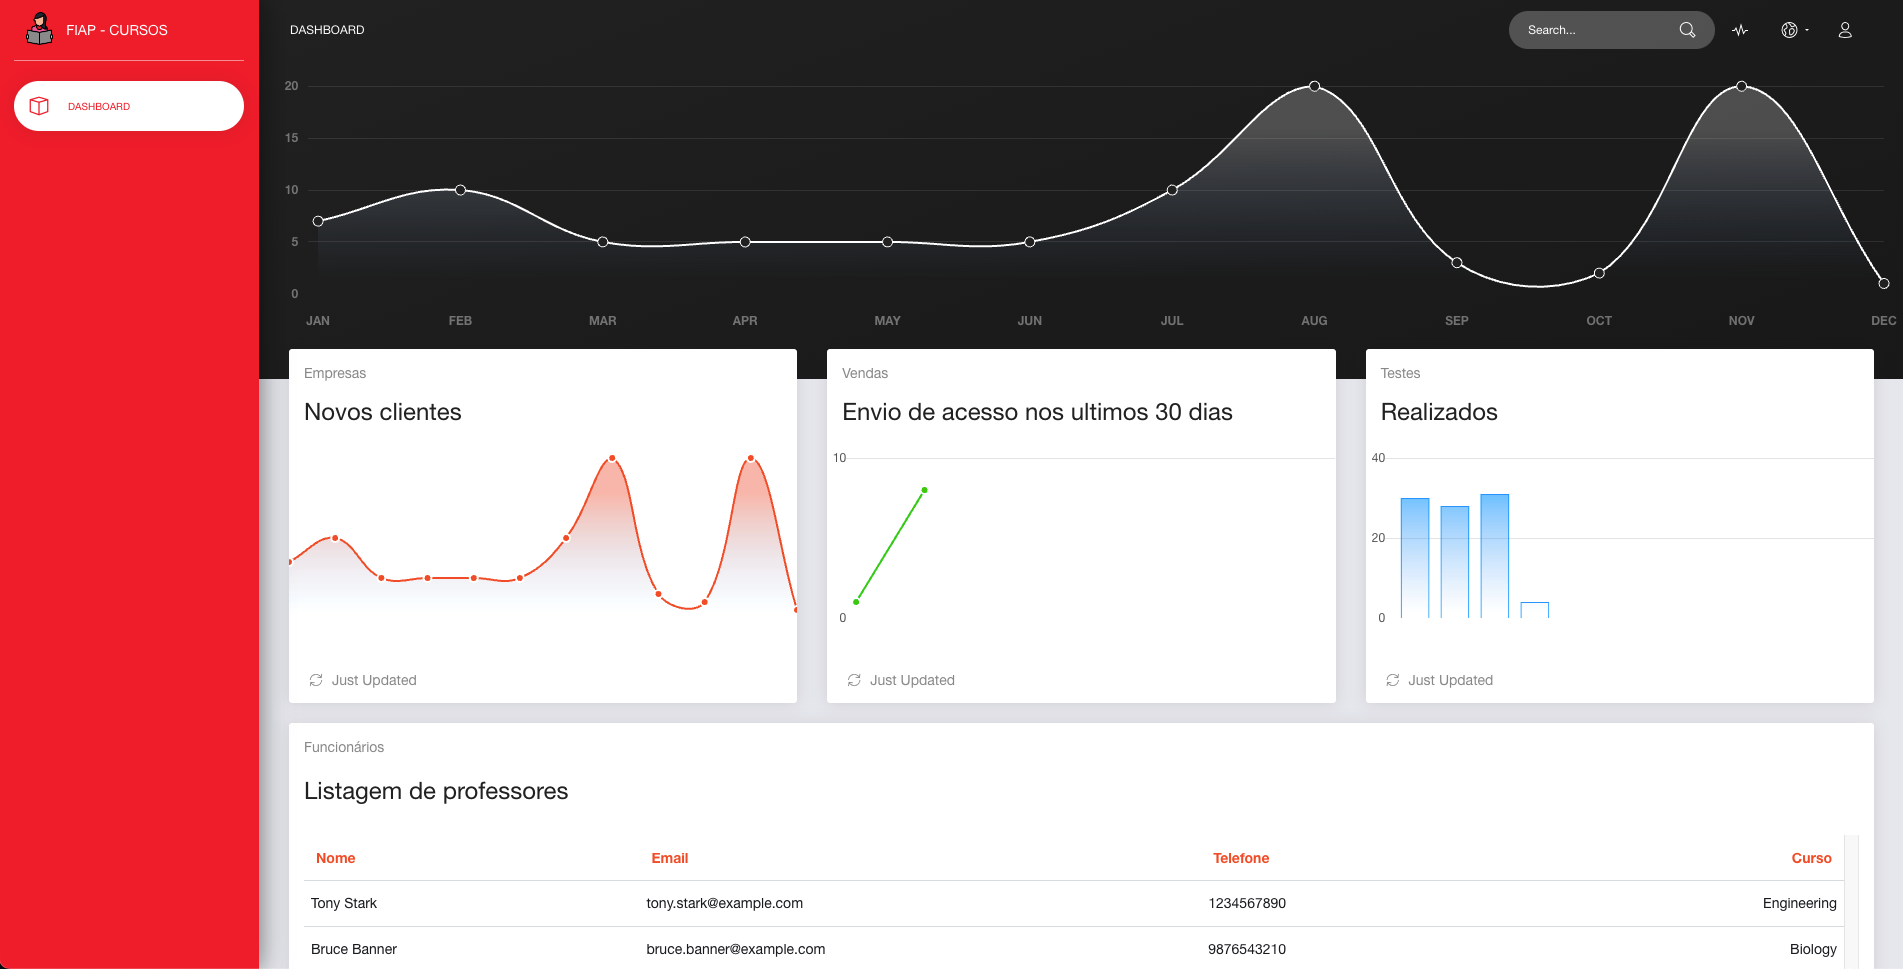 FIAP - CURSOS
DASHBOARD
DASHBOARD
Search...
20
15
10
5
0
JAN FEB MAR APR MAY JUN JUL AUG SEP OCT NOV DEC
Empresas
Novos clientes
Just Updated
Vendas
Envio de acesso nos ultimos 30 dias
10
0
Just Updated
Testes
Realizados
40
20
0
Just Updated
Funcionários
Listagem de professores
Nome Email Telefone Curso
Tony Stark tony.stark@example.com 1234567890 Engineering
Bruce Banner bruce.banner@example.com 9876543210 Biology